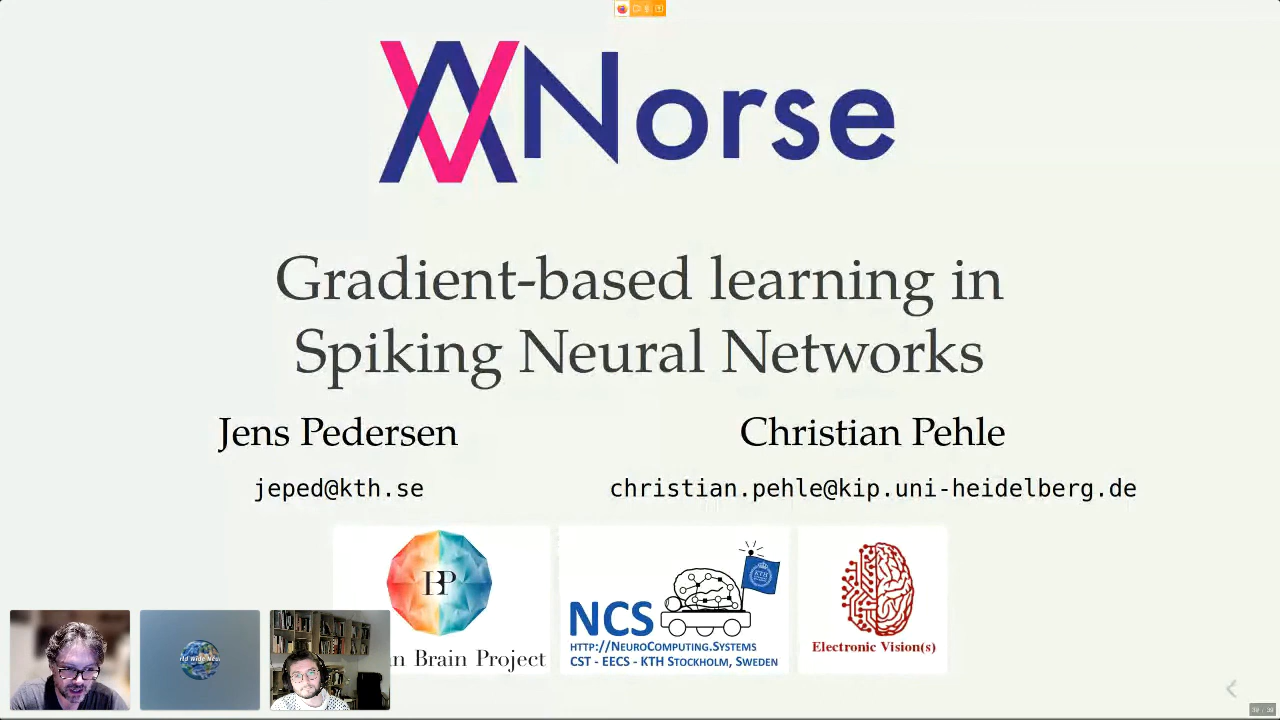 Norse
Gradient-based learning in
Spiking Neural Networks
Jens Pedersen
Christian Pehle
jeped@kth.se
christian.pehle@kip.uni-heidelberg.de
n Brain Project
NCS
KTH
HTTP://NEUROCOMPUTING.SYSTEMS
CST - EECS - KTH STOCKHOLM, SWEDEN
Electronic Vision(s)